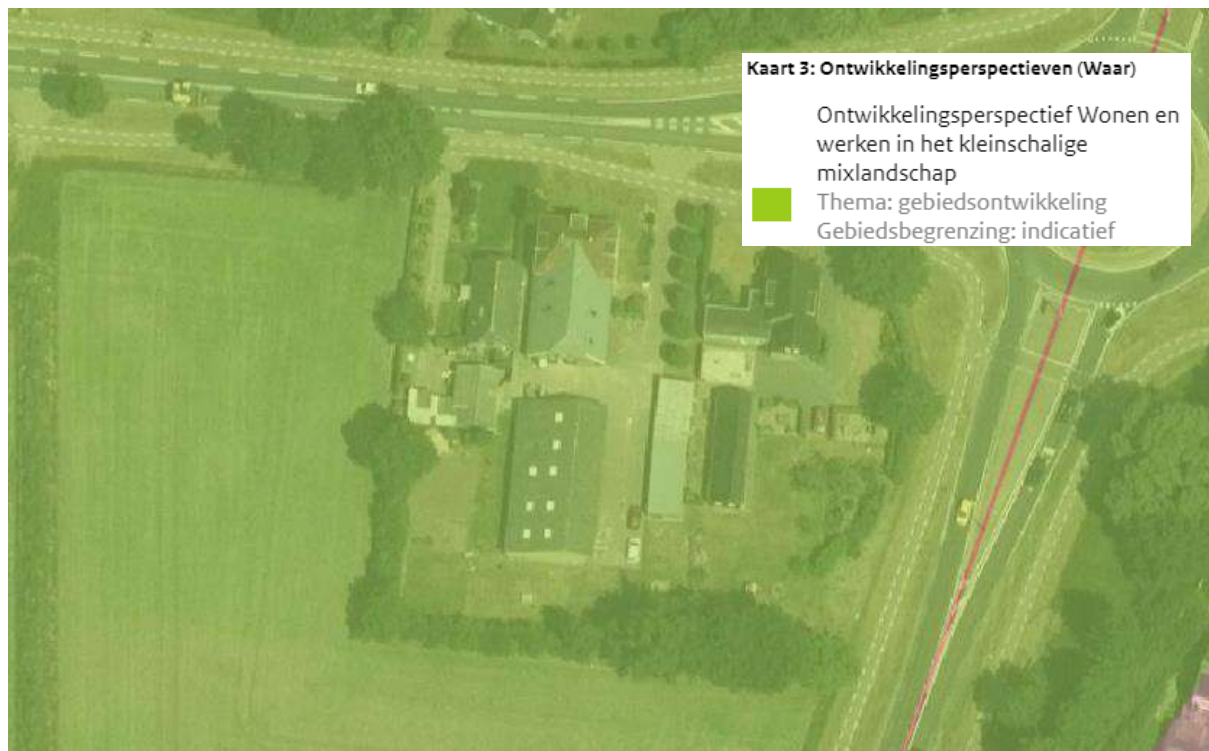 Kaart 3: Ontwikkelingsperspectieven (Waar)
Ontwikkelingsperspectief Wonen en
werken in het kleinschalige
mixlandschap
Thema: gebiedsontwikkeling
Gebiedsbegrenzing: indicatief